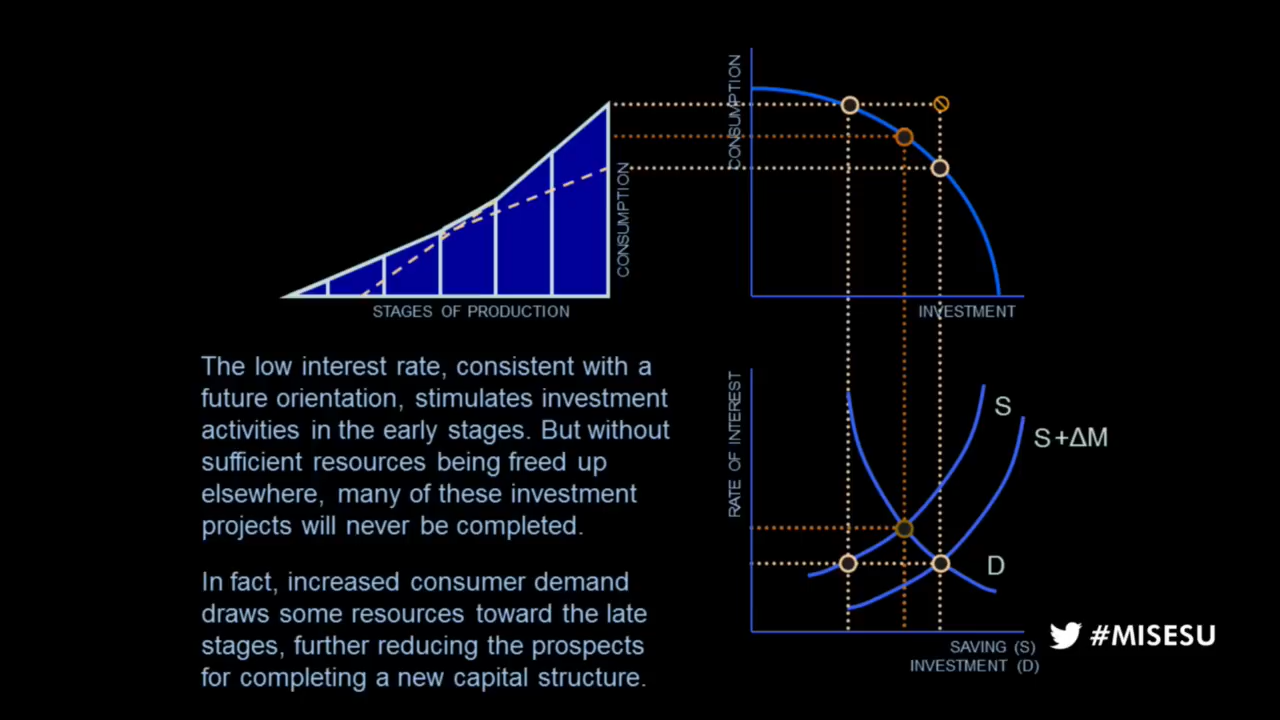 CONSUMPTION
CONSUMPTION
STAGES OF PRODUCTION
INVESTMENT
The low interest rate, consistent with a
future orientation, stimulates investment
activities in the early stages. But without
sufficient resources being freed up
elsewhere, many of these investment
projects will never be completed.
In fact, increased consumer demand
draws some resources toward the late
stages, further reducing the prospects
for completing a new capital structure.
RATE OF INTEREST
S
S+ΔM
D
SAVING (S)
INVESTMENT (D)
#MISESU